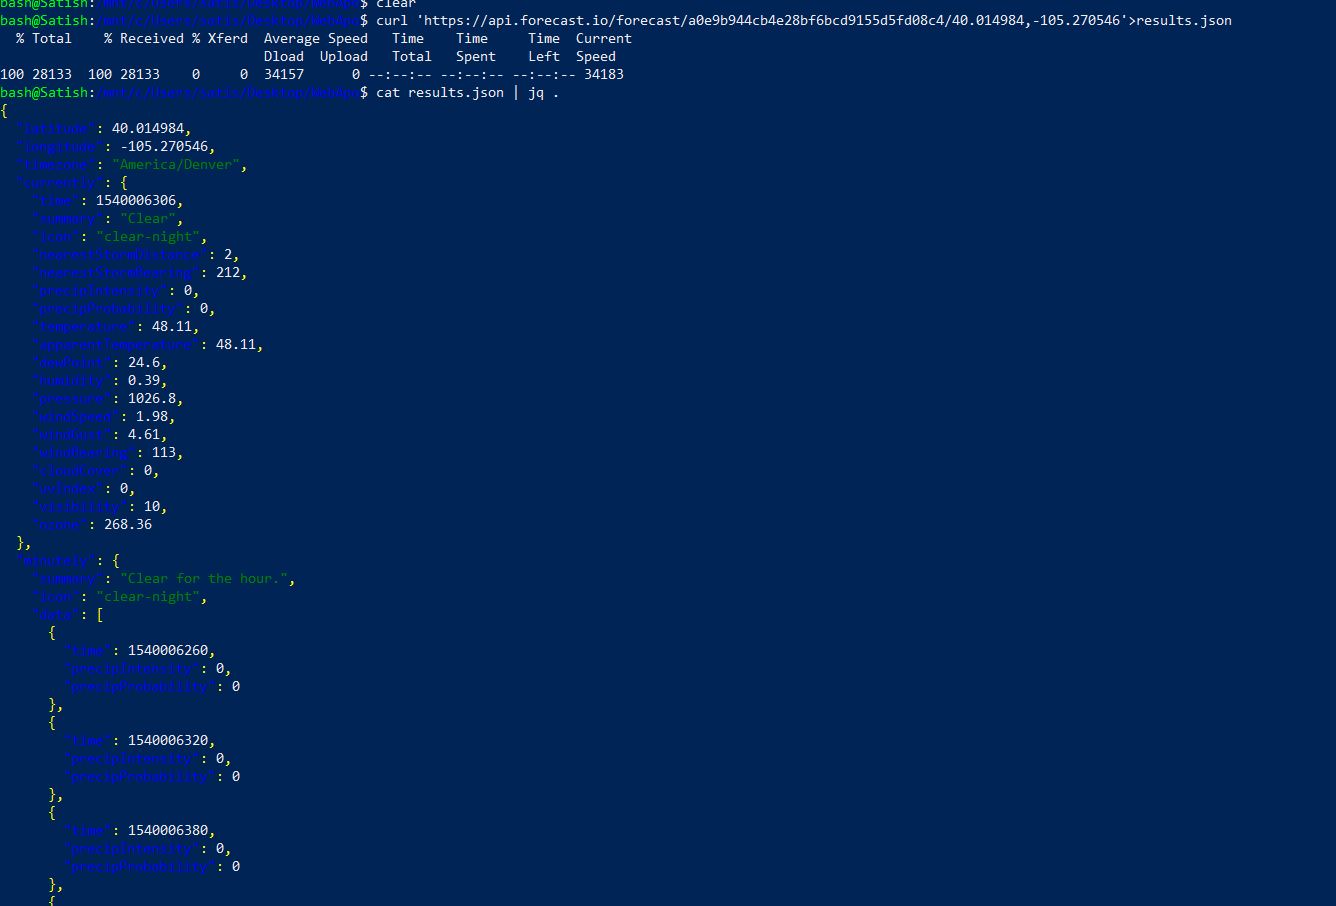 bash@Satish:/mnt/c/Users/Satis/Desktop/WebApp$ clear
bash@Satish:/mnt/c/Users/Satis/Desktop/WebApp$ curl 'https://api.forecast.io/forecast/a0e9b944cb4e28bf6bcd9155d5fd08c4/40.014984,-105.270546'>results.json
  % Total    % Received % Xferd  Average Speed   Time    Time     Time  Current
                                 Dload  Upload   Total   Spent    Left  Speed
100 28133  100 28133    0     0  34157      0 --:--:-- --:--:-- --:--:-- 34183
bash@Satish:/mnt/c/Users/Satis/Desktop/WebApp$ cat results.json | jq .
{
  "latitude": 40.014984,
  "longitude": -105.270546,
  "timezone": "America/Denver",
  "currently": {
    "time": 1540006306,
    "summary": "Clear",
    "icon": "clear-night",
    "nearestStormDistance": 2,
    "nearestStormBearing": 212,
    "precipIntensity": 0,
    "precipProbability": 0,
    "temperature": 48.11,
    "apparentTemperature": 48.11,
    "dewPoint": 24.6,
    "humidity": 0.39,
    "pressure": 1026.8,
    "windSpeed": 1.98,
    "windGust": 4.61,
    "windBearing": 113,
    "cloudCover": 0,
    "uvIndex": 0,
    "visibility": 10,
    "ozone": 268.36
  },
  "minutely": {
    "summary": "Clear for the hour.",
    "icon": "clear-night",
    "data": [
      {
        "time": 1540006260,
        "precipIntensity": 0,
        "precipProbability": 0
      },
      {
        "time": 1540006320,
        "precipIntensity": 0,
        "precipProbability": 0
      },
      {
        "time": 1540006380,
        "precipIntensity": 0,
        "precipProbability": 0
      },
      {